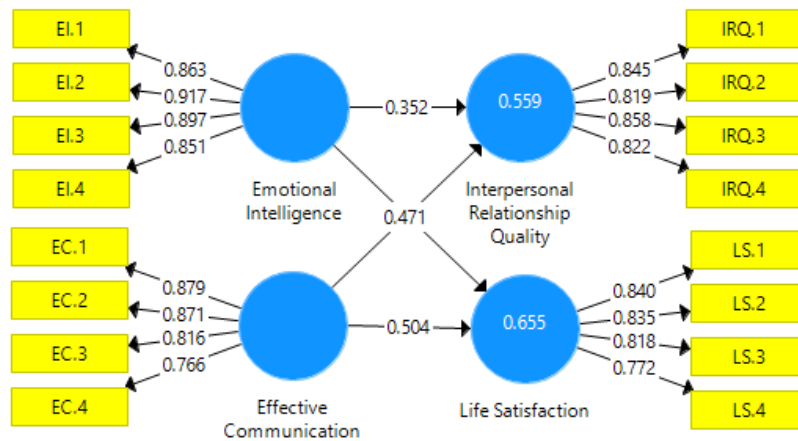 EI.1
EI.2
EI.3
EI.4
0.863
0.917
0.897
0.851
Emotional
Intelligence
0.352
0.559
Interpersonal
Relationship
Quality
0.845
0.819
0.858
0.822
IRQ.1
IRQ.2
IRQ.3
IRQ.4
0.471
EC.1
EC.2
EC.3
EC.4
0.879
0.871
0.816
0.766
Effective
Communication
0.504
0.655
Life Satisfaction
0.840
0.835
0.818
0.772
LS.1
LS.2
LS.3
LS.4